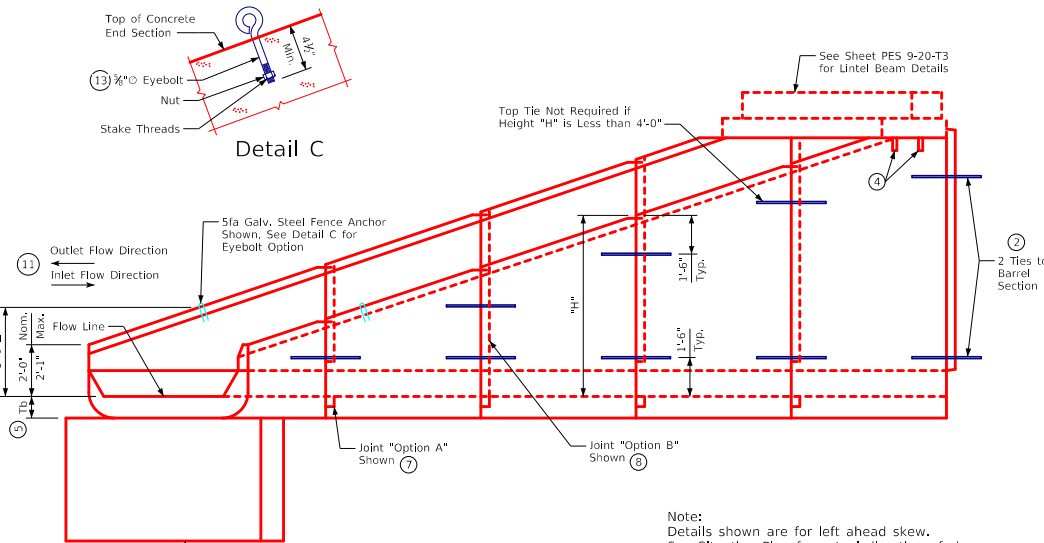 Top of Concrete
End Section
4½"
Min.
13 ⅝"∅ Eyebolt
Nut
Stake Threads
Detail C
See Sheet PES 9-20-T3
for Lintel Beam Details
Top Tie Not Required if
Height "H" is Less than 4'-0"
4
5fa Galv. Steel Fence Anchor
Shown, See Detail C for
Eyebolt Option
11
Outlet Flow Direction
Inlet Flow Direction
2
2 Ties to
Barrel
Section
1'-6"
Typ.
"H"
1'-6"
Typ.
Nom.
Max.
Flow Line
2'-0"
2'-1"
Tb
5
Joint "Option A"
Shown 7
Joint "Option B"
Shown 8
Note:
Details shown are for left ahead skew.